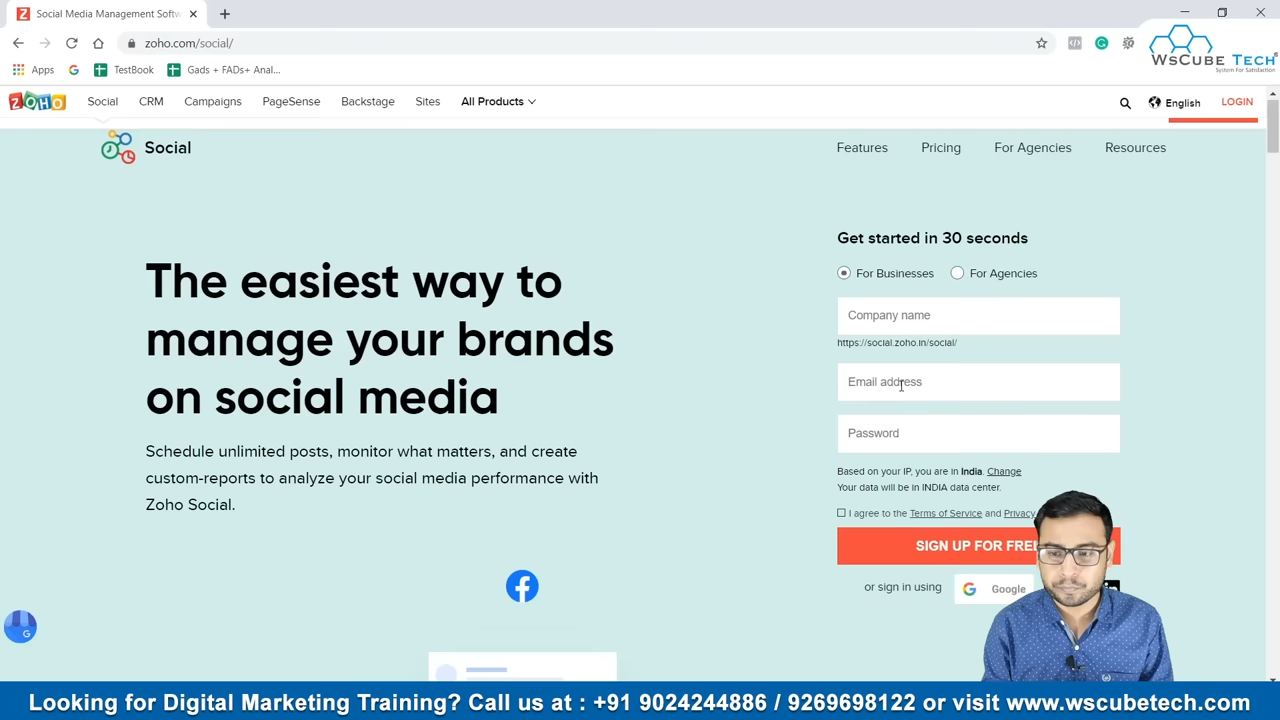 Social Media Management Softw
zoho.com/social/
Apps
TestBook
Gads + FADs+ Anal...
WsCube Tech
System For Satisfaction
ZOHO
Social
CRM
Campaigns
PageSense
Backstage
Sites
All Products
English
LOGIN
Social
Features
Pricing
For Agencies
Resources
The easiest way to
manage your brands
on social media
Schedule unlimited posts, monitor what matters, and create
custom-reports to analyze your social media performance with
Zoho Social.
Get started in 30 seconds
For Businesses
For Agencies
Company name
https://social.zoho.in/social/
Email address
Password
Based on your IP, you are in India. Change
Your data will be in INDIA data center.
I agree to the Terms of Service and Privacy
SIGN UP FOR FREE
or sign in using
Google
in
Looking for Digital Marketing Training? Call us at : +91 9024244886 / 9269698122 or visit www.wscubetech.com